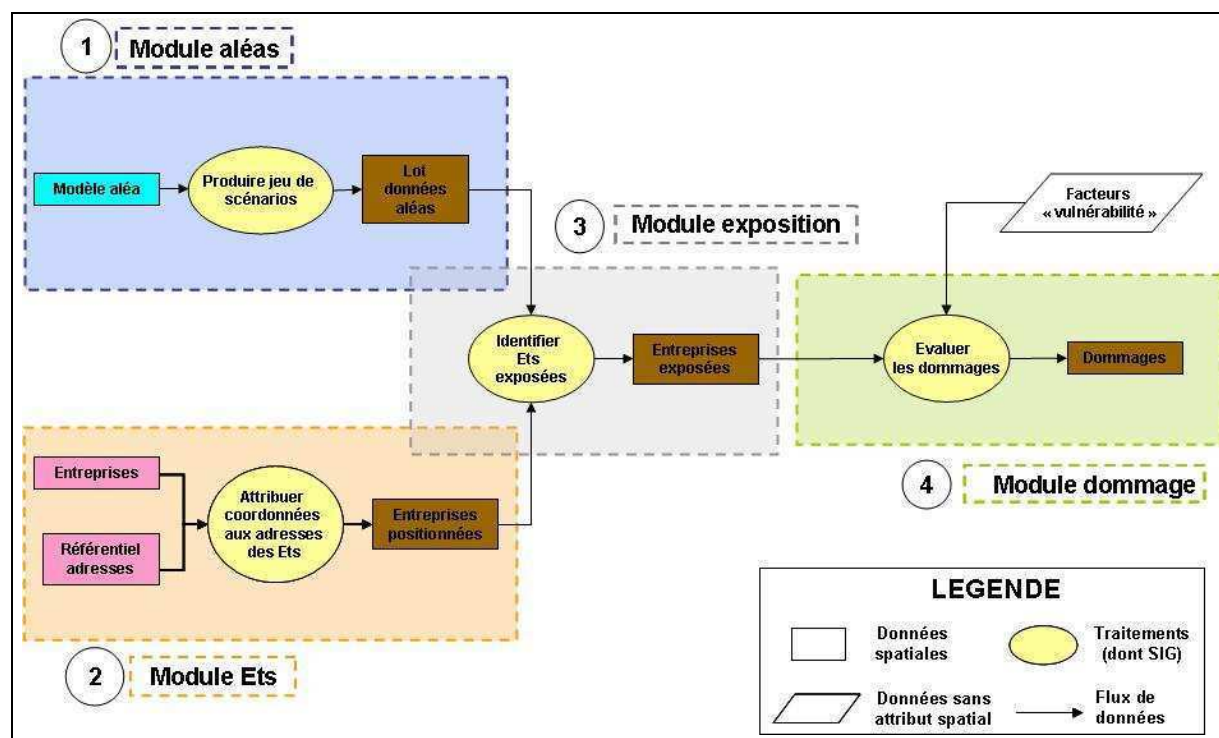 1
Module aléas
Modèle aléa
Produire jeu de
scénarios
Lot
données
aléas
3
Module exposition
Facteurs
« vulnérabilité »
Identifier
Ets
exposées
Entreprises
exposées
Evaluer
les dommages
Dommages
Entreprises
Référentiel
adresses
Attribuer
coordonnées
aux adresses
des Ets
Entreprises
positionnées
4
Module dommage
2
Module Ets
LEGENDE
Données
spatiales
Traitements
(dont SIG)
Données sans
attribut spatial
Flux de
données